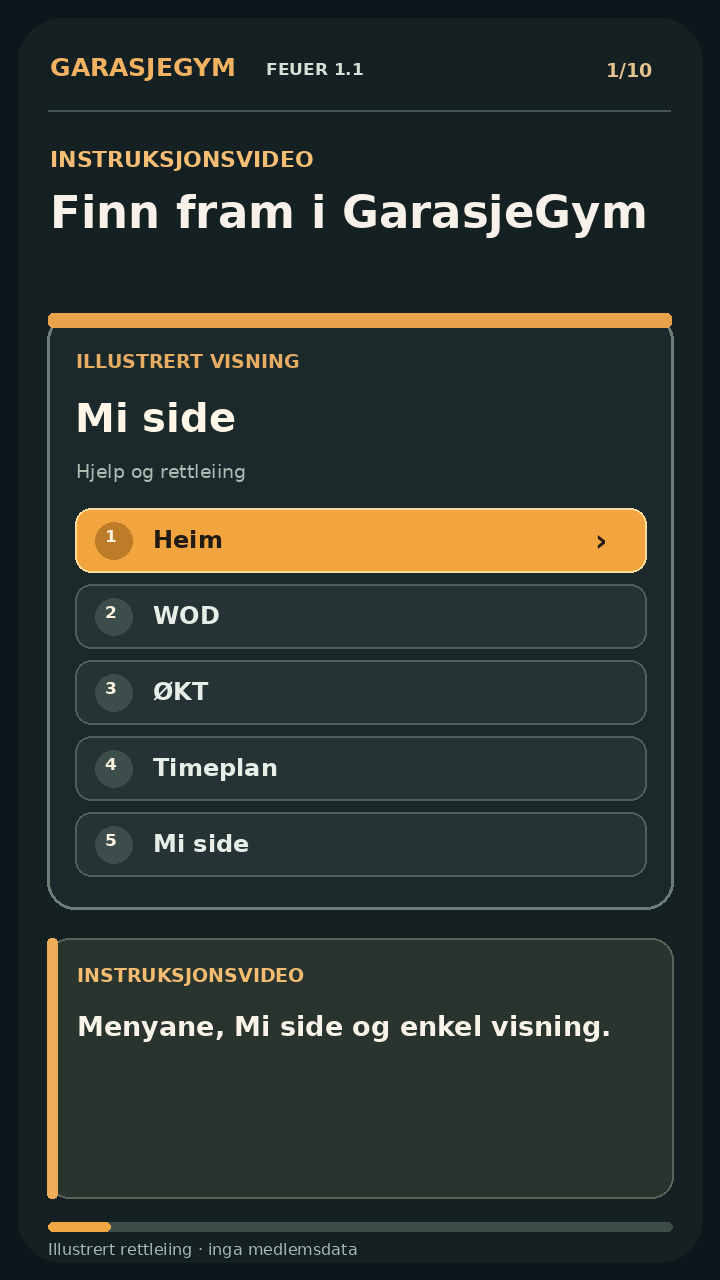 GARASJEGYM FEUER 1.1 1/10
INSTRUKSJONSVIDEO
Finn fram i GarasjeGym
ILLUSTRERT VISNING
Mi side
Hjelp og rettleiing
1 Heim ›
2 WOD
3 ØKT
4 Timeplan
5 Mi side
INSTRUKSJONSVIDEO
Menyane, Mi side og enkel visning.
Illustrert rettleiing · inga medlemsdata